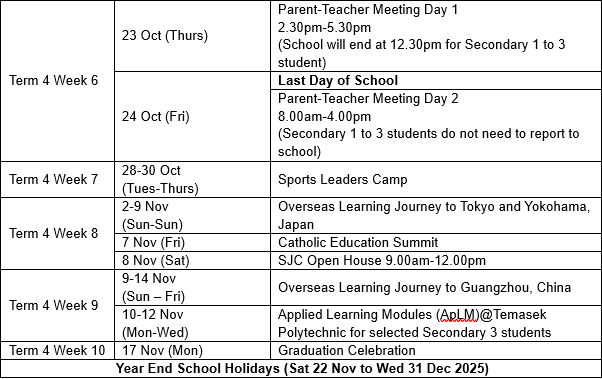 Term 4 Week 6
23 Oct (Thurs)
Parent-Teacher Meeting Day 1
2.30pm-5.30pm
(School will end at 12.30pm for Secondary 1 to 3
student)
24 Oct (Fri)
Last Day of School
Parent-Teacher Meeting Day 2
8.00am-4.00pm
(Secondary 1 to 3 students do not need to report to
school)
Term 4 Week 7
28-30 Oct
(Tues-Thurs)
Sports Leaders Camp
Term 4 Week 8
2-9 Nov
(Sun-Sun)
Overseas Learning Journey to Tokyo and Yokohama,
Japan
7 Nov (Fri)
Catholic Education Summit
8 Nov (Sat)
SJC Open House 9.00am-12.00pm
Term 4 Week 9
9-14 Nov
(Sun – Fri)
Overseas Learning Journey to Guangzhou, China
10-12 Nov
(Mon-Wed)
Applied Learning Modules (ApLM)@Temasek
Polytechnic for selected Secondary 3 students
Term 4 Week 10
17 Nov (Mon)
Graduation Celebration
Year End School Holidays (Sat 22 Nov to Wed 31 Dec 2025)